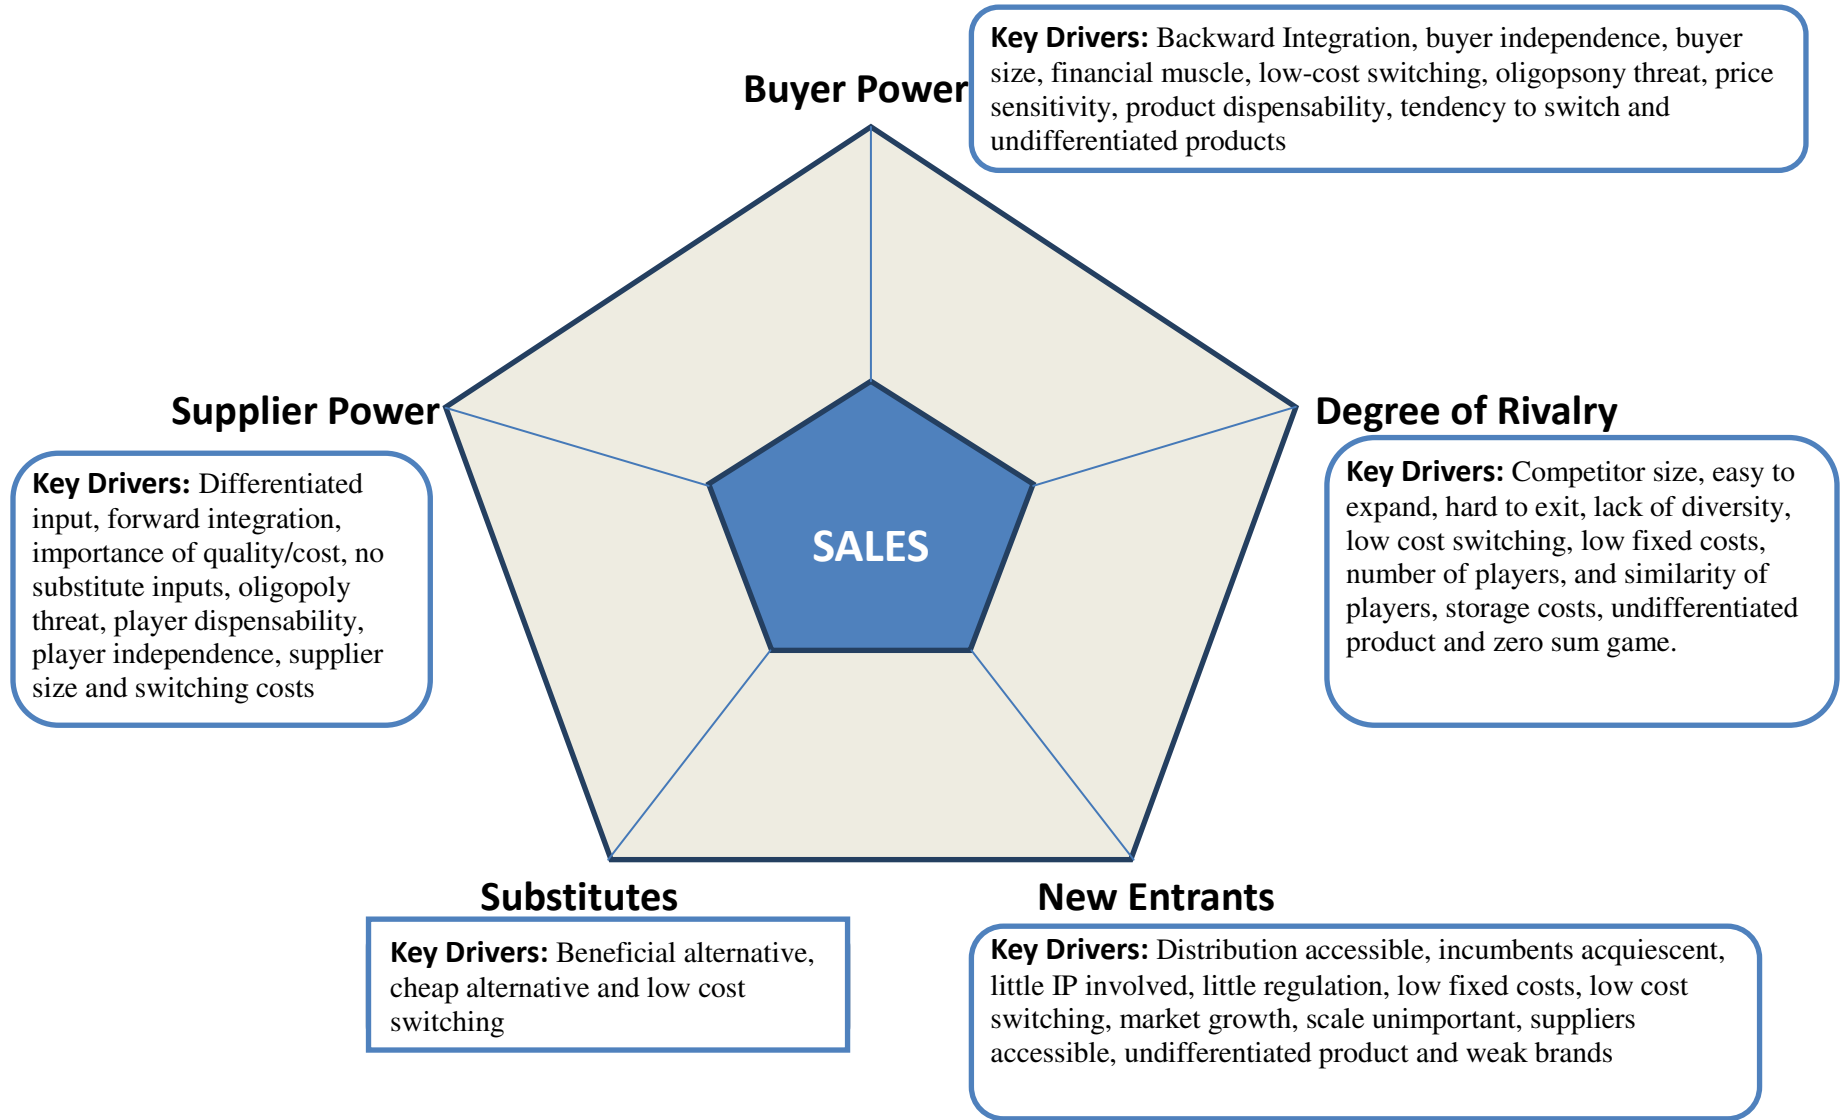 Buyer Power
Key Drivers: Backward Integration, buyer independence, buyer
size, financial muscle, low-cost switching, oligopsony threat, price
sensitivity, product dispensability, tendency to switch and
undifferentiated products
Supplier Power
Key Drivers: Differentiated
input, forward integration,
importance of quality/cost, no
substitute inputs, oligopoly
threat, player dispensability,
player independence, supplier
size and switching costs
SALES
Degree of Rivalry
Key Drivers: Competitor size, easy to
expand, hard to exit, lack of diversity,
low cost switching, low fixed costs,
number of players, and similarity of
players, storage costs, undifferentiated
product and zero sum game.
Substitutes
Key Drivers: Beneficial alternative,
cheap alternative and low cost
switching
New Entrants
Key Drivers: Distribution accessible, incumbents acquiescent,
little IP involved, little regulation, low fixed costs, low cost
switching, market growth, scale unimportant, suppliers
accessible, undifferentiated product and weak brands